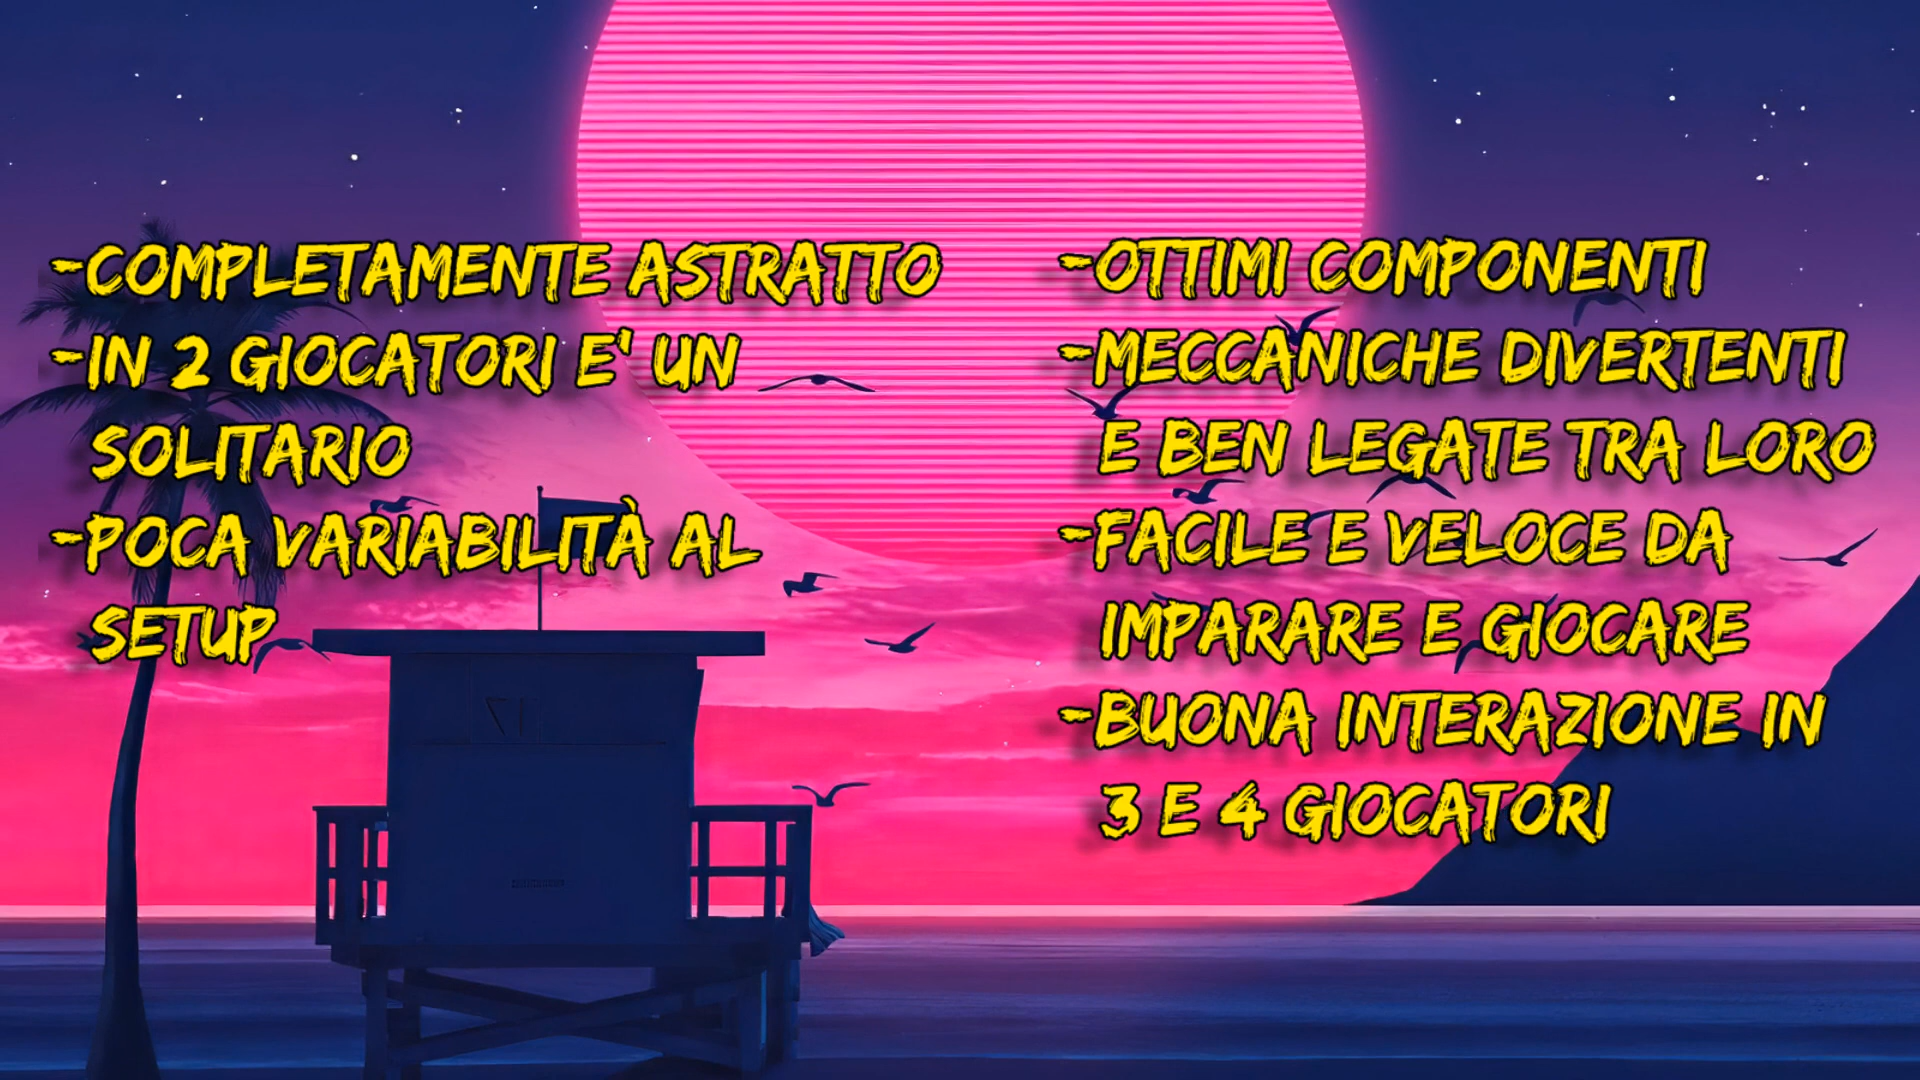 -COMPLETAMENTE ASTRATTO
-IN 2 GIOCATORI E' UN
SOLITARIO
-POCA VARIABILITÀ AL
SETUP
-OTTIMI COMPONENTI
-MECCANICHE DIVERTENTI
E BEN LEGATE TRA LORO
-FACILE E VELOCE DA
IMPARARE E GIOCARE
-BUONA INTERAZIONE IN
3 E 4 GIOCATORI